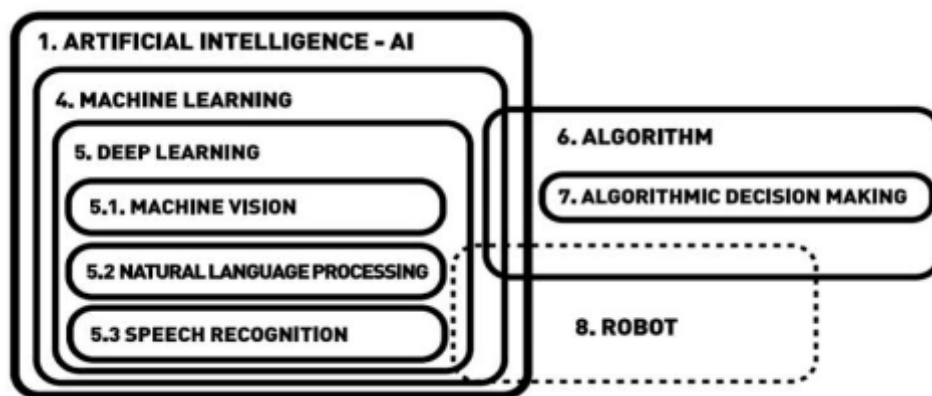 1. ARTIFICIAL INTELLIGENCE - AI
4. MACHINE LEARNING
5. DEEP LEARNING
5.1. MACHINE VISION
5.2 NATURAL LANGUAGE PROCESSING
5.3 SPEECH RECOGNITION
6. ALGORITHM
7. ALGORITHMIC DECISION MAKING
8. ROBOT